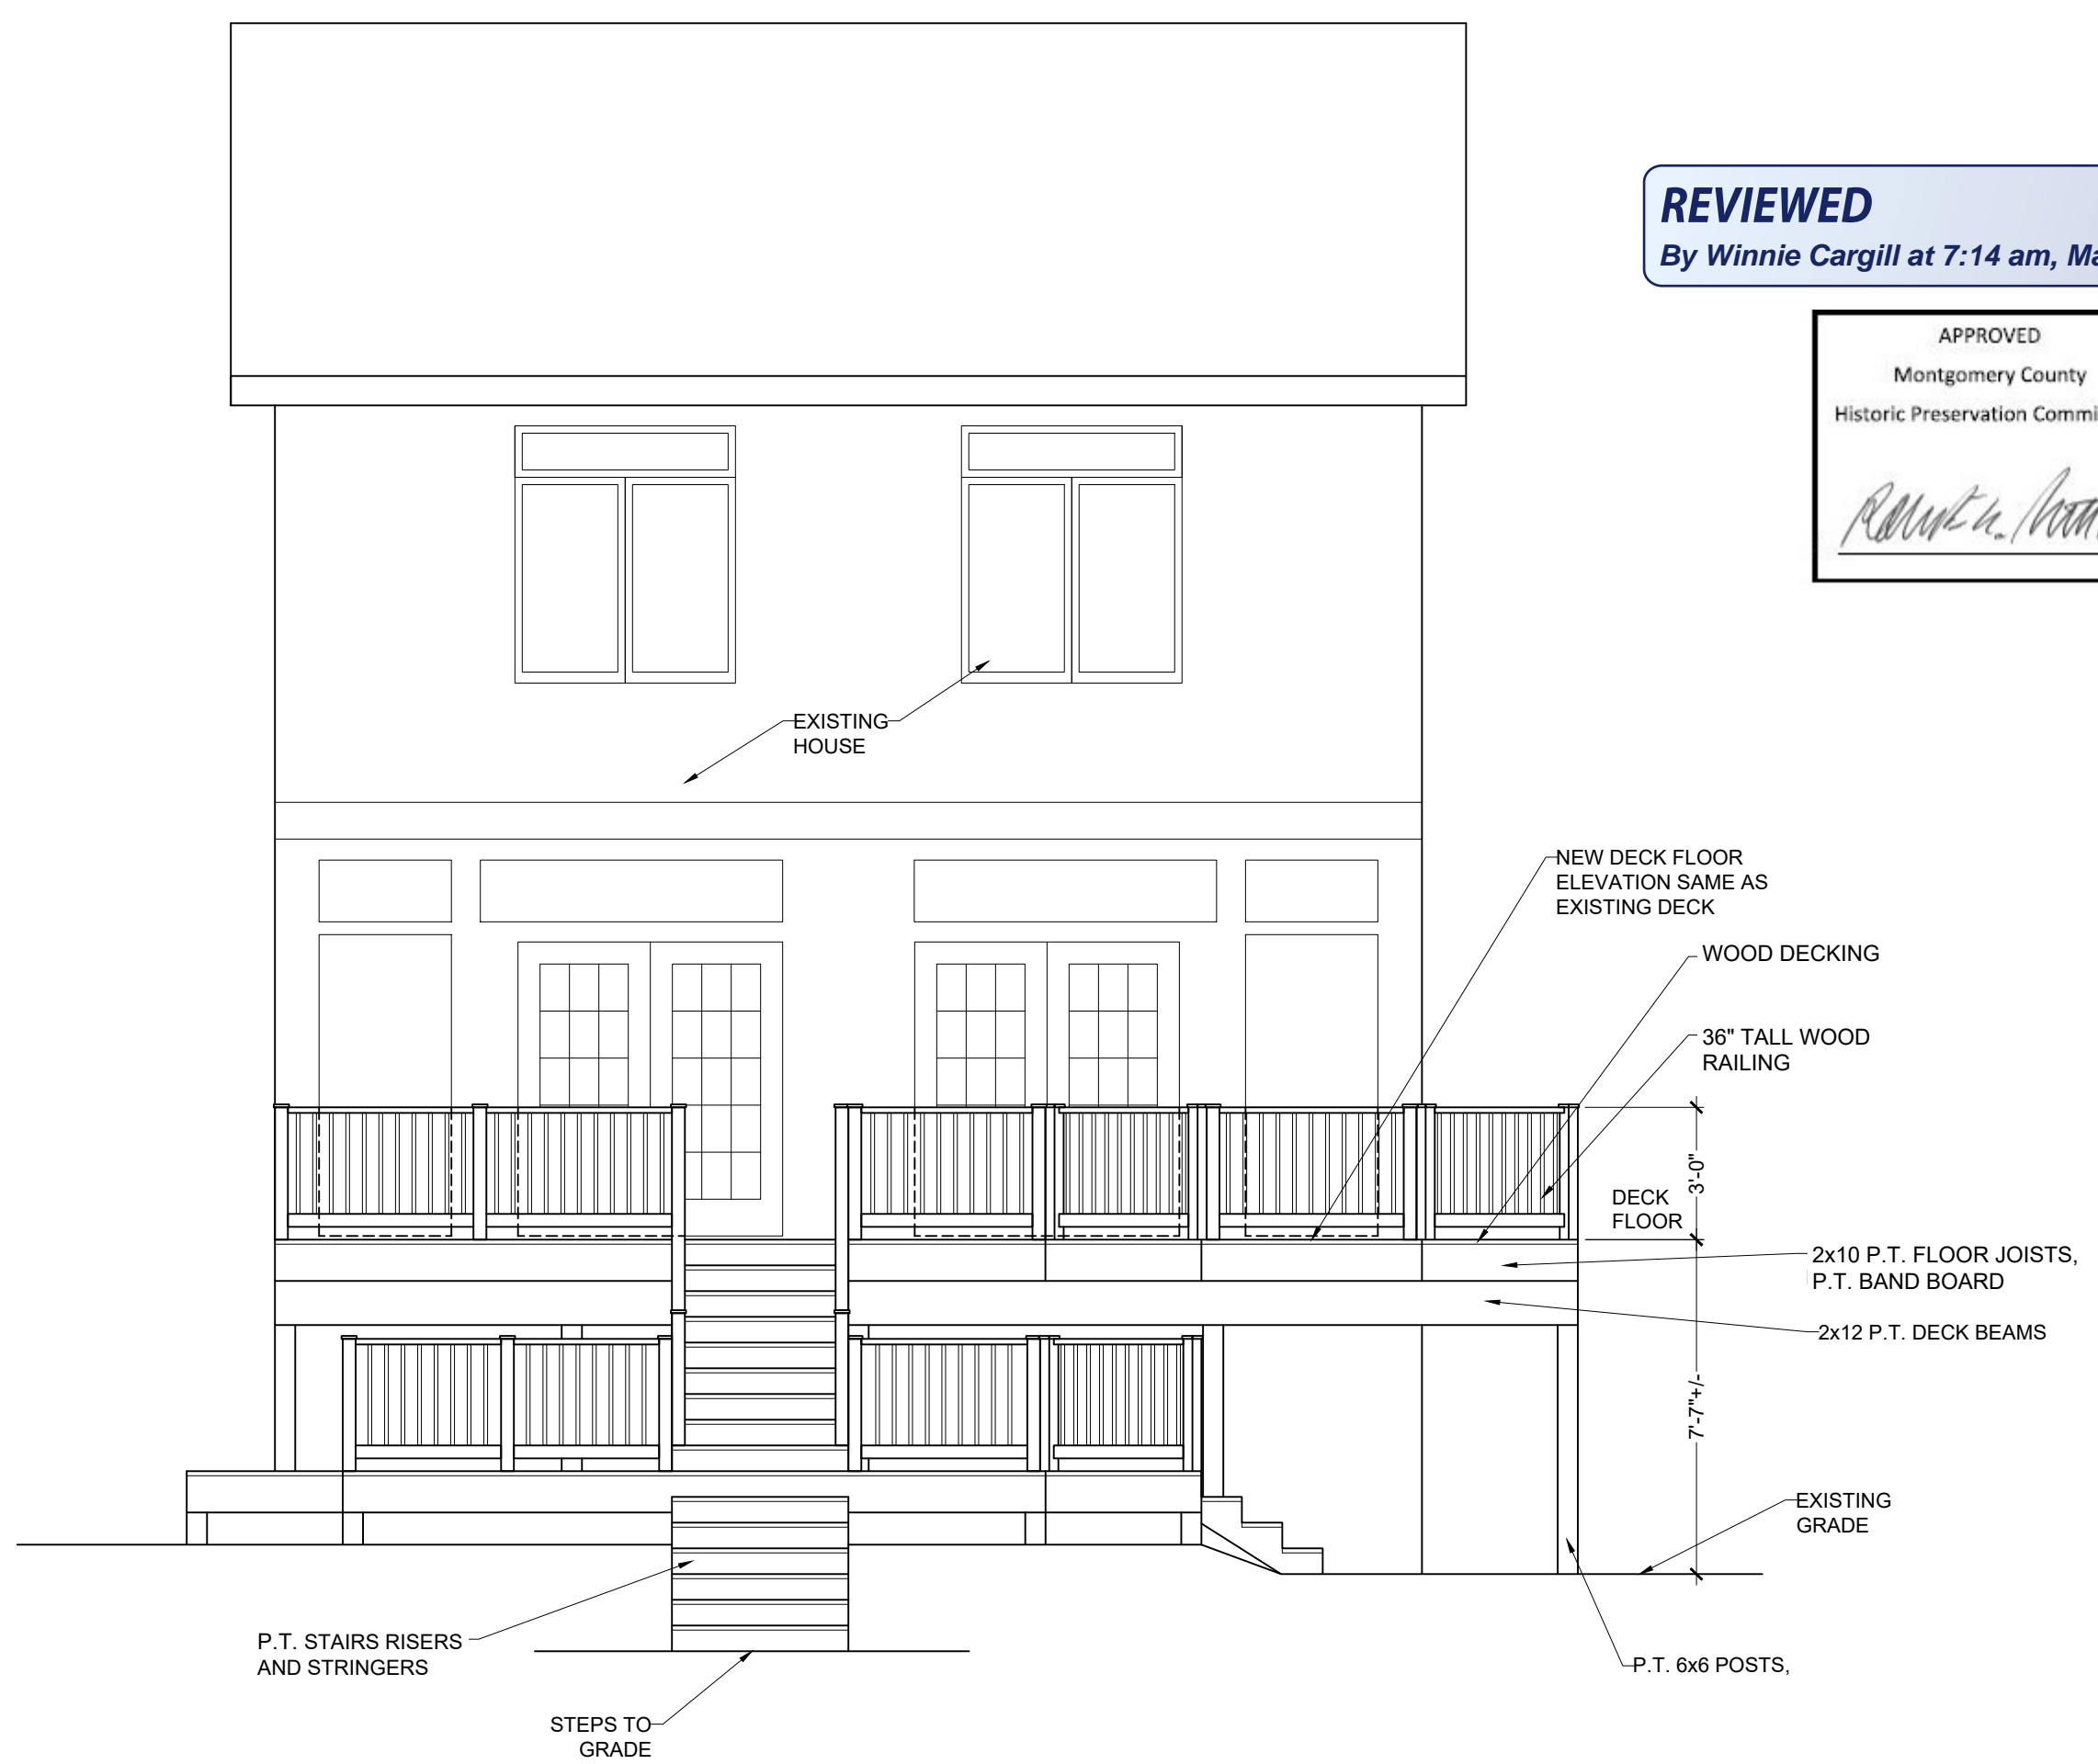 REVIEWED
By Winnie Cargill at 7:14 am,
APPROVED
Montgomery County
Historic Preservation
EXISTING
HOUSE
NEW DECK FLOOR
ELEVATION SAME AS
EXISTING DECK
WOOD DECKING
36" TALL WOOD
RAILING
3'-0"
DECK
FLOOR
2x10 P.T. FLOOR JOISTS,
P.T. BAND BOARD
2x12 P.T. DECK BEAMS
7'-7"+/-
EXISTING
GRADE
P.T. STAIRS RISERS
AND STRINGERS
P.T. 6x6 POSTS,
STEPS TO
GRADE